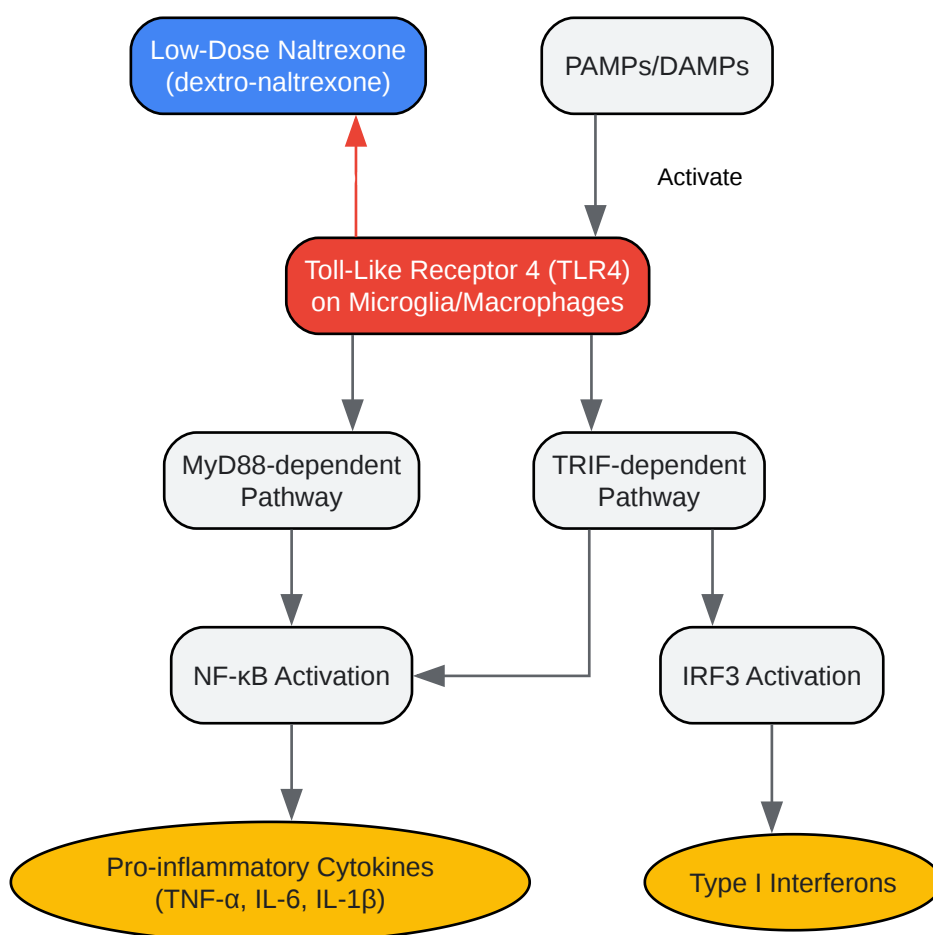 Low-Dose Naltrexone
(dextro-naltrexone)
PAMPs/DAMPs
Activate
Toll-Like Receptor 4 (TLR4)
on Microglia/Macrophages
MyD88-dependent
Pathway
TRIF-dependent
Pathway
NF-κB Activation
IRF3 Activation
Pro-inflammatory Cytokines
(TNF-α, IL-6, IL-1β)
Type I Interferons